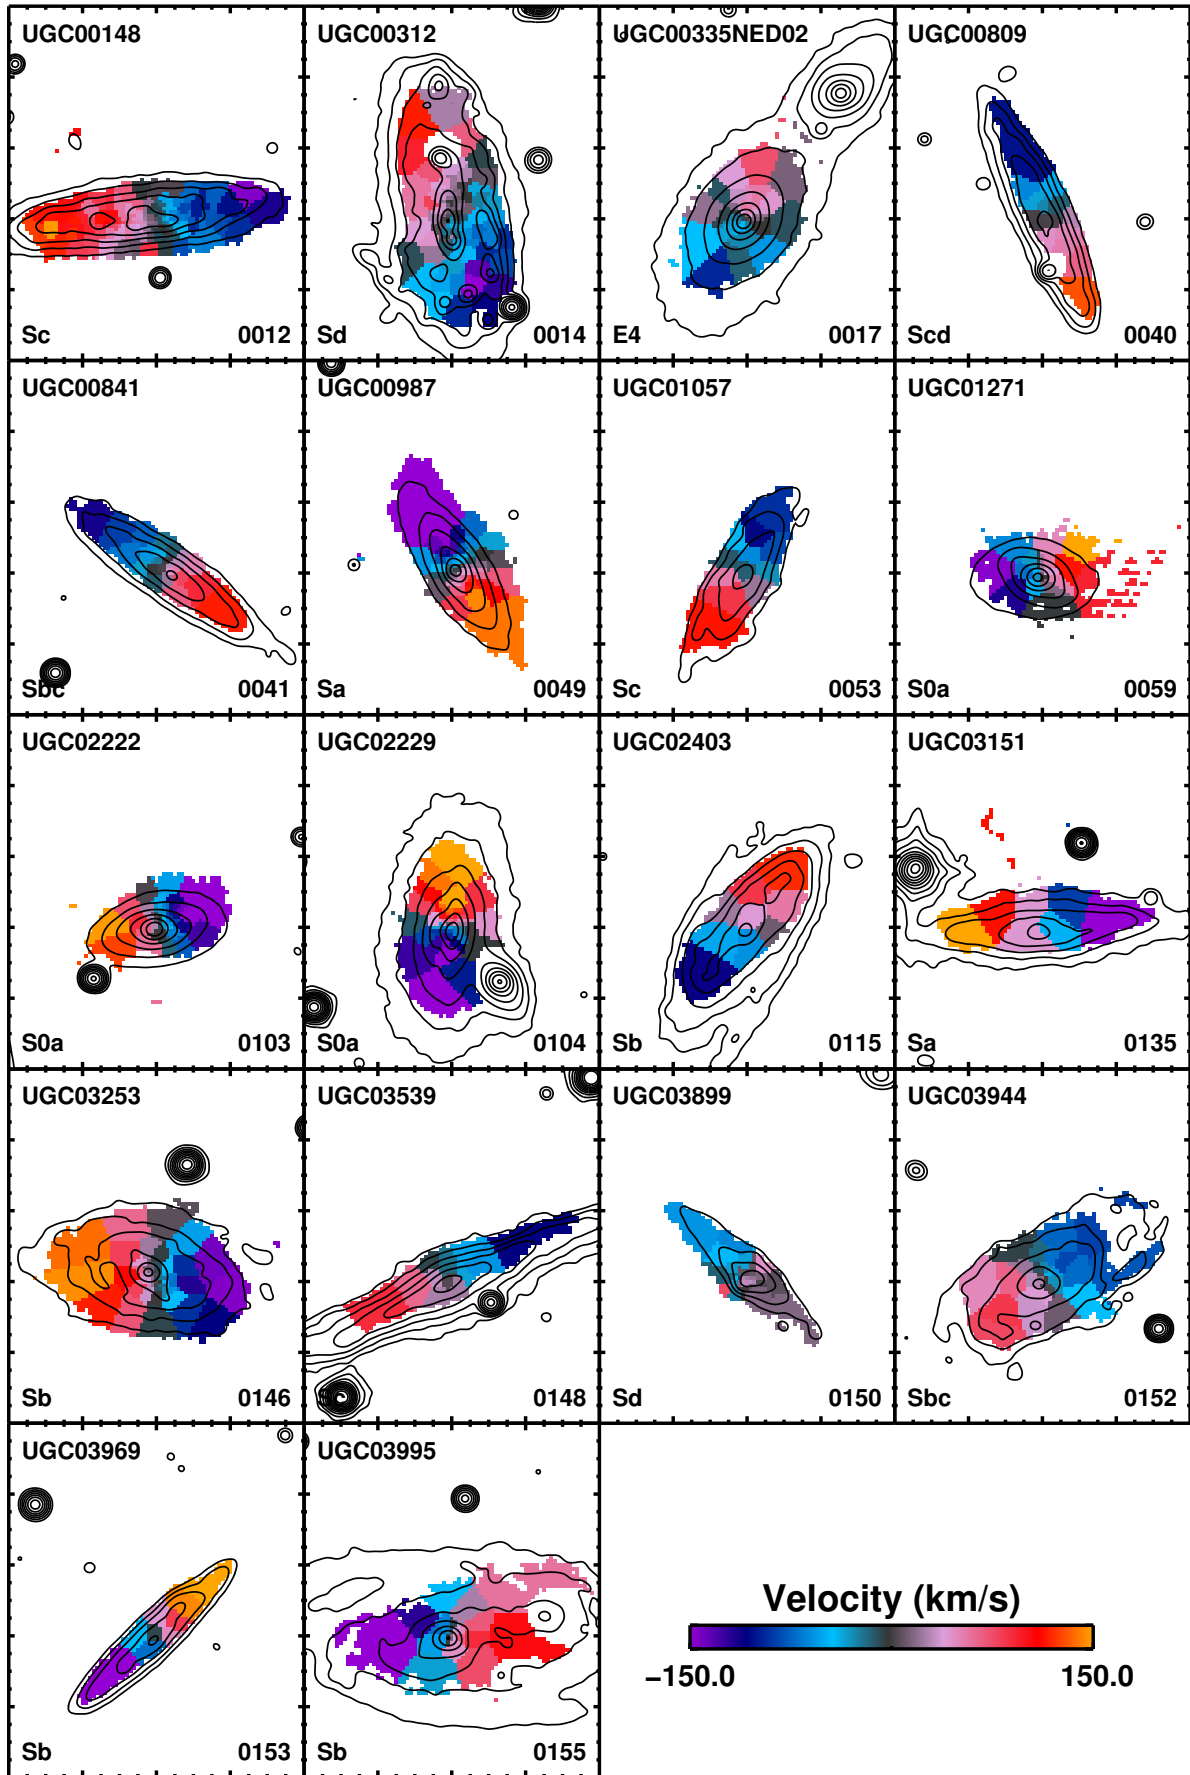 UGC00148 UGC00312 UGC00335NED02 UGC00809
Sc 0012 Sd 0014 E4 0017 Scd 0040
UGC00841 UGC00987 UGC01057 UGC01271
Sbc 0041 Sa 0049 Sc 0053 S0a 0059
UGC02222 UGC02229 UGC02403 UGC03151
S0a 0103 S0a 0104 Sb 0115 Sa 0135
UGC03253 UGC03539 UGC03899 UGC03944
Sb 0146 0148 Sd 0150 Sbc 0152
UGC03969 UGC03995
Velocity (km/s)
−150.0 150.0
Sb 0153 Sb 0155